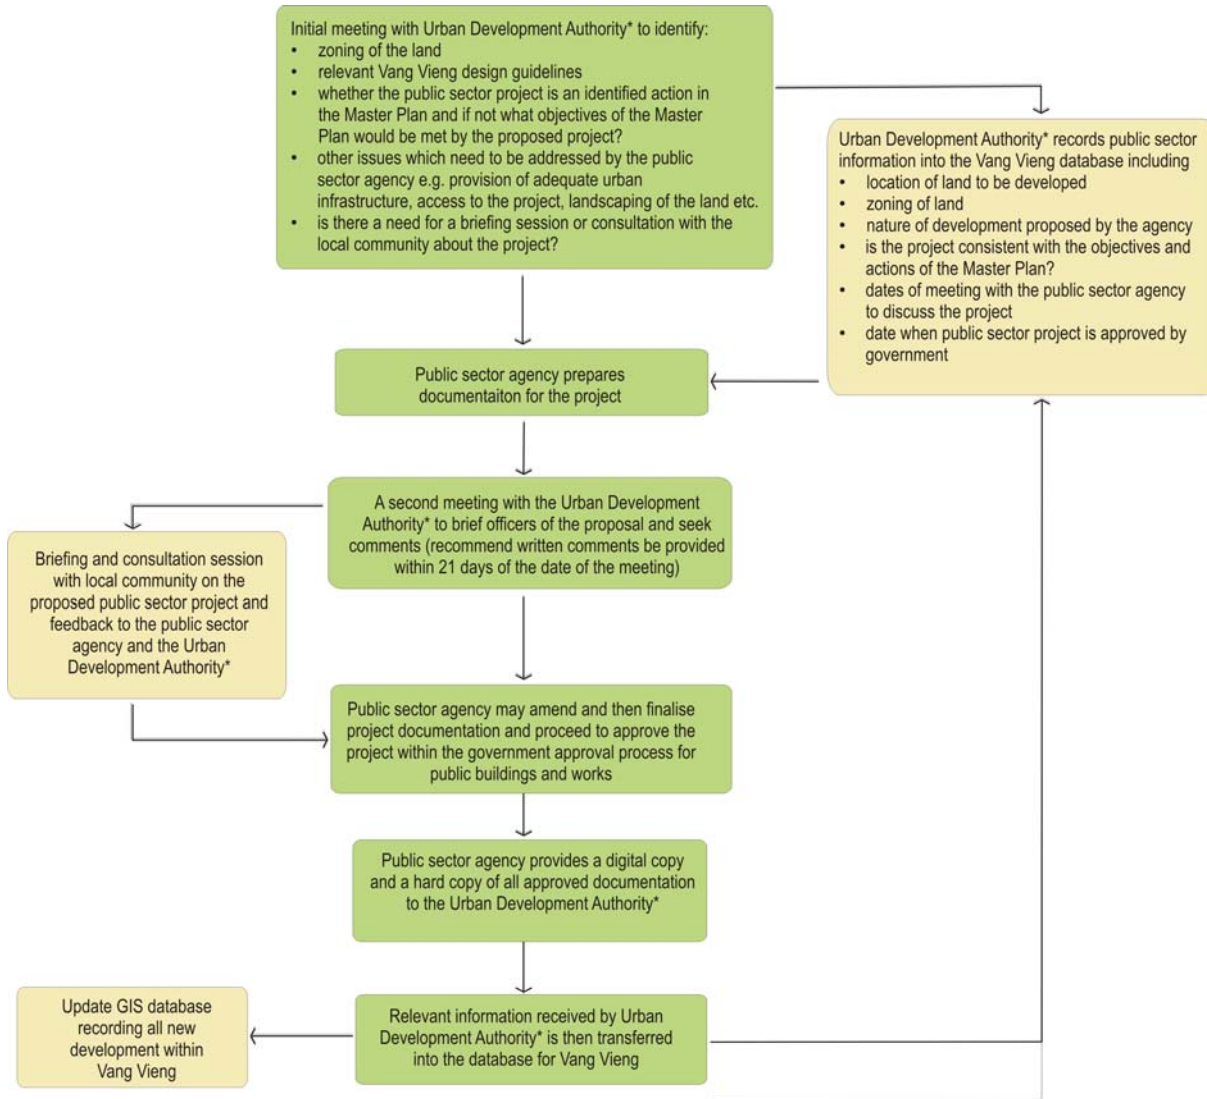 Initial meeting with Urban Development Authority* to identify:
• zoning of the land
• relevant Vang Vieng design guidelines
• whether the public sector project is an identified action in
the Master Plan and if not what objectives of the Master
Plan would be met by the proposed project?
• other issues which need to be addressed by the public
sector agency e.g. provision of adequate urban
infrastructure, access to the project, landscaping of the land etc.
• is there a need for a briefing session or consultation with the
local community about the project?
Urban Development Authority* records public sector
information into the Vang Vieng database including
• location of land to be developed
• zoning of land
• nature of development proposed by the agency
• is the project consistent with the objectives and
actions of the Master Plan?
• dates of meeting with the public sector agency
to discuss the project
• date when public sector project is approved by
government
Public sector agency prepares
documentaiton for the project
A second meeting with the Urban Development
Authority* to brief officers of the proposal and seek
comments (recommend written comments be provided
within 21 days of the date of the meeting)
Briefing and consultation session
with local community on the
proposed public sector project and
feedback to the public sector
agency and the Urban
Development Authority*
Public sector agency may amend and then finalise
project documentation and proceed to approve the
project within the government approval process for
public buildings and works
Public sector agency provides a digital copy
and a hard copy of all approved documentation
to the Urban Development Authority*
Update GIS database
recording all new
development within
Vang Vieng
Relevant information received by Urban
Development Authority* is then transferred
into the database for Vang Vieng